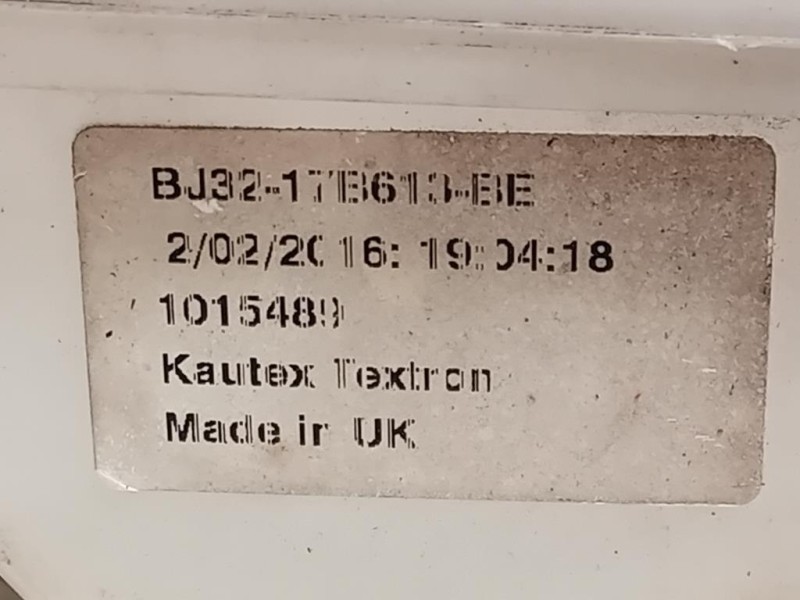 BJ32-17B613-BE
2/02/2016: 19:04:18
1015489
Kautex Textron
Made in UK